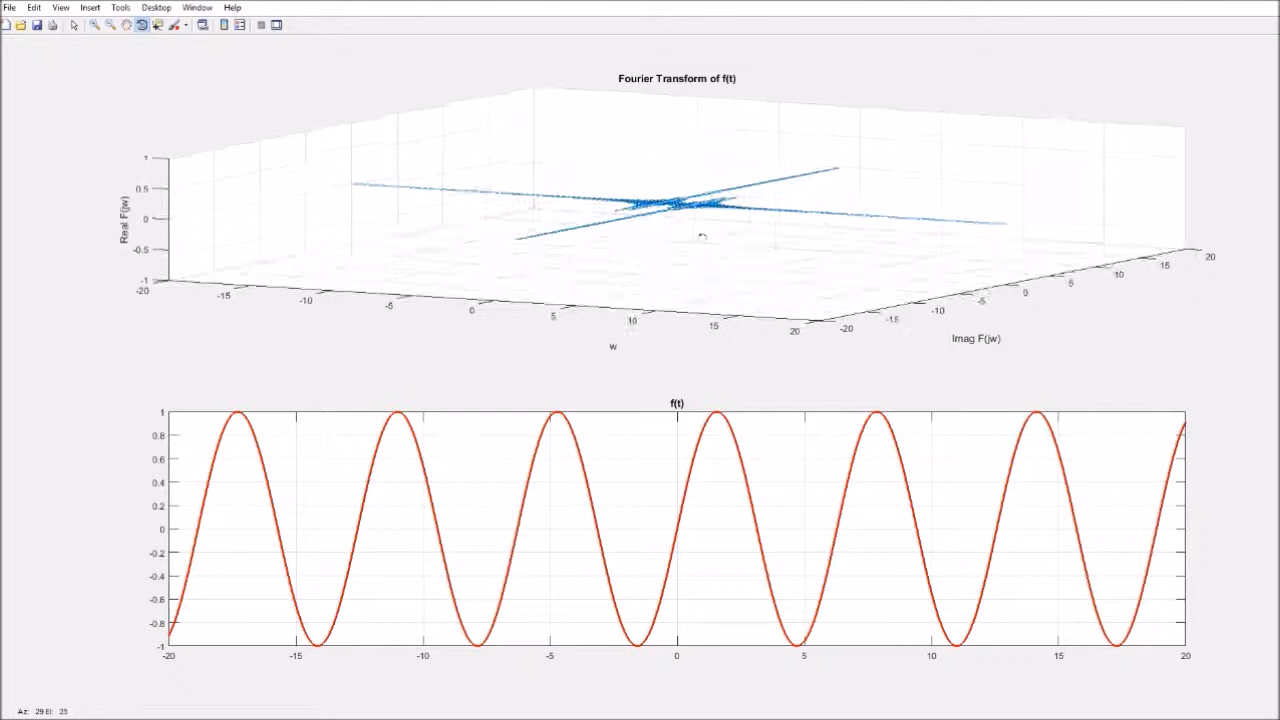 File Edit View Insert Tools Desktop Window Help
Fourier Transform of f(t)
1
0.5
0
-0.5
-1
Real F(jw)
-20 -15 -10 -5 0 5 10 15 20
w
-20 -15 -10 -5 0 5 10 15 20
Imag F(jw)
f(t)
1
0.8
0.6
0.4
0.2
0
-0.2
-0.4
-0.6
-0.8
-1
-20 -15 -10 -5 0 5 10 15 20
Az: 29 El: 23